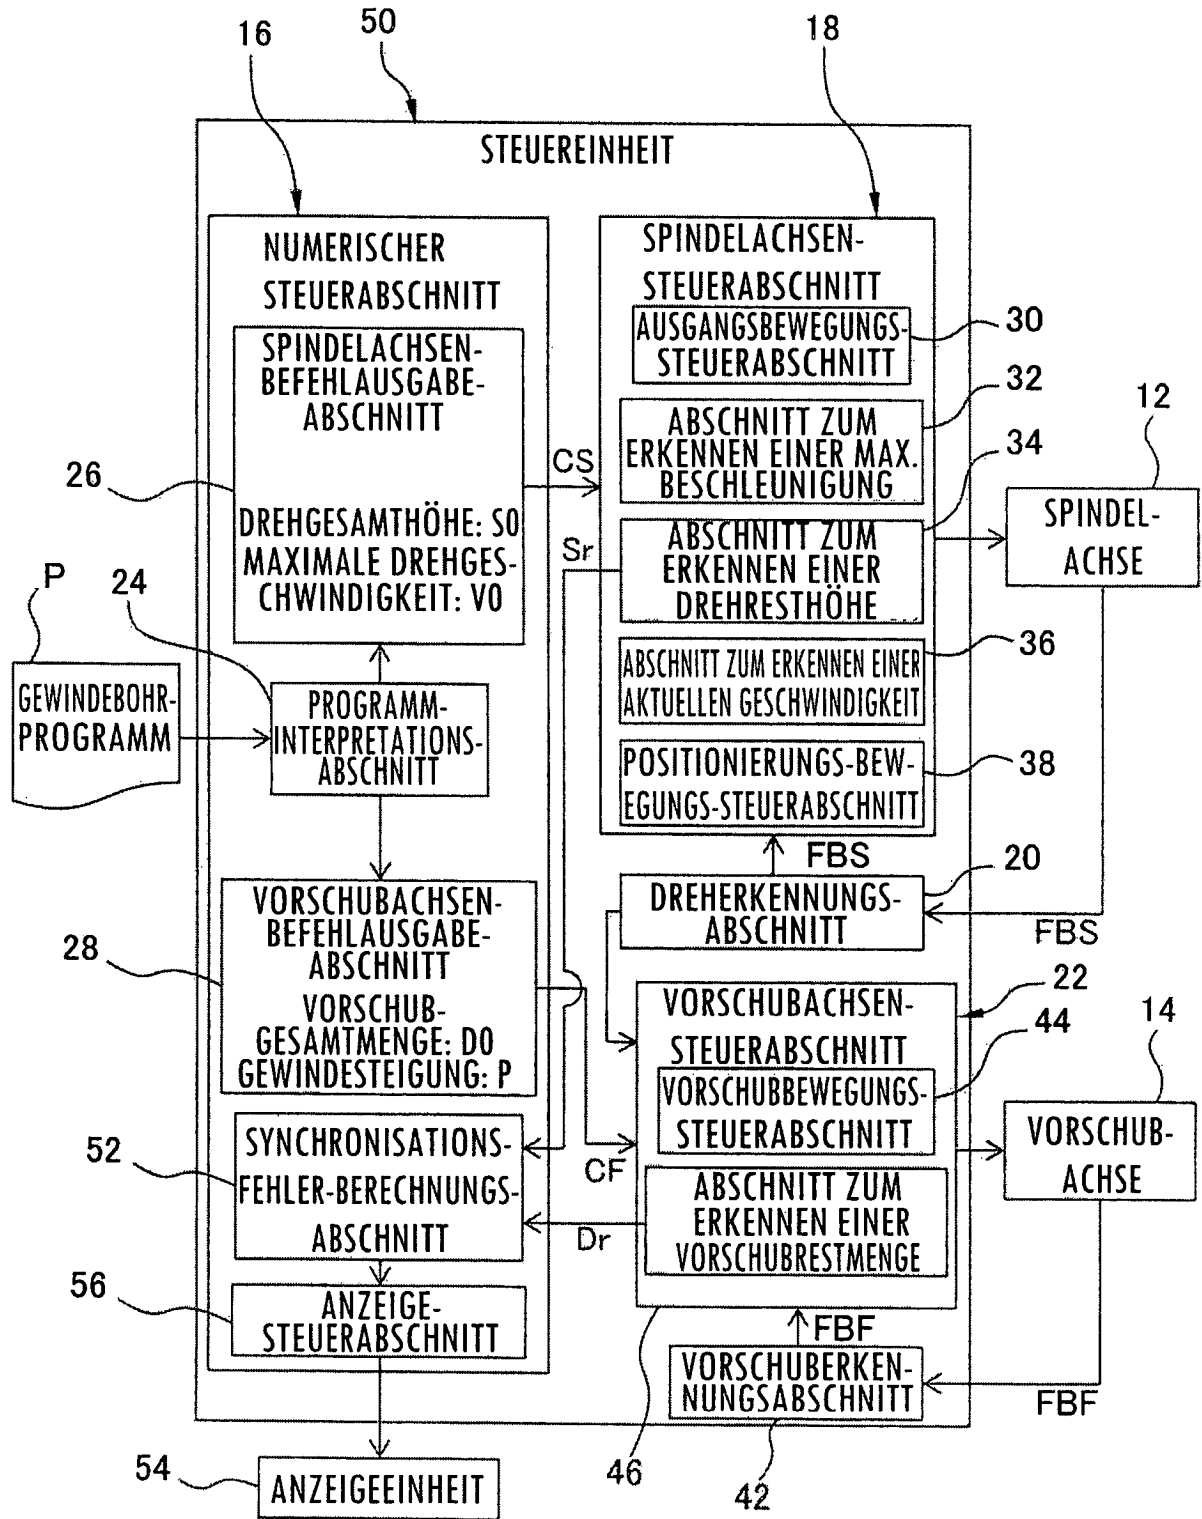 50
16
18
STEUEREINHEIT
NUMERISCHER
STEUERABSCHNITT
SPINDELACHSEN-
BEFEHLAUSGABE-
ABSCHNITT
DREHGESAMTHÖHE: S0
MAXIMALE DREHGES-
CHWINDIGKEIT: V0
26
CS
Sr
SPINDELACHSEN-
STEUERABSCHNITT
AUSGANGSBEWEGUNGS-
STEUERABSCHNITT
30
ABSCHNITT ZUM
ERKENNEN EINER MAX.
BESCHLEUNIGUNG
32
ABSCHNITT ZUM
ERKENNEN EINER
DREHRESTHÖHE
34
ABSCHNITT ZUM ERKENNEN EINER
AKTUELLEN GESCHWINDIGKEIT
36
POSITIONIERUNGS-BEW-
EGUNGS-STEUERABSCHNITT
38
12
SPINDEL-
ACHSE
P
24
GEWINDEBOHR-
PROGRAMM
PROGRAMM-
INTERPRETATIONS-
ABSCHNITT
FBS
20
DREHERKENNUNGS-
ABSCHNITT
FBS
28
VORSCHUBACHSEN-
BEFEHLAUSGABE-
ABSCHNITT
VORSCHUB-
GESAMTMENGE: D0
GEWINDESTEIGUNG: P
22
VORSCHUBACHSEN-
STEUERABSCHNITT
44
VORSCHUBBEWEGUNGS-
STEUERABSCHNITT
14
VORSCHUB-
ACHSE
52
SYNCHRONISATIONS-
FEHLER-BERECHNUNGS-
ABSCHNITT
CF
Dr
ABSCHNITT ZUM
ERKENNEN EINER
VORSCHUBRESTMENGE
56
ANZEIGE-
STEUERABSCHNITT
FBF
VORSCHUBERKEN-
NUNGSABSCHNITT
FBF
54
ANZEIGEEINHEIT
46
42